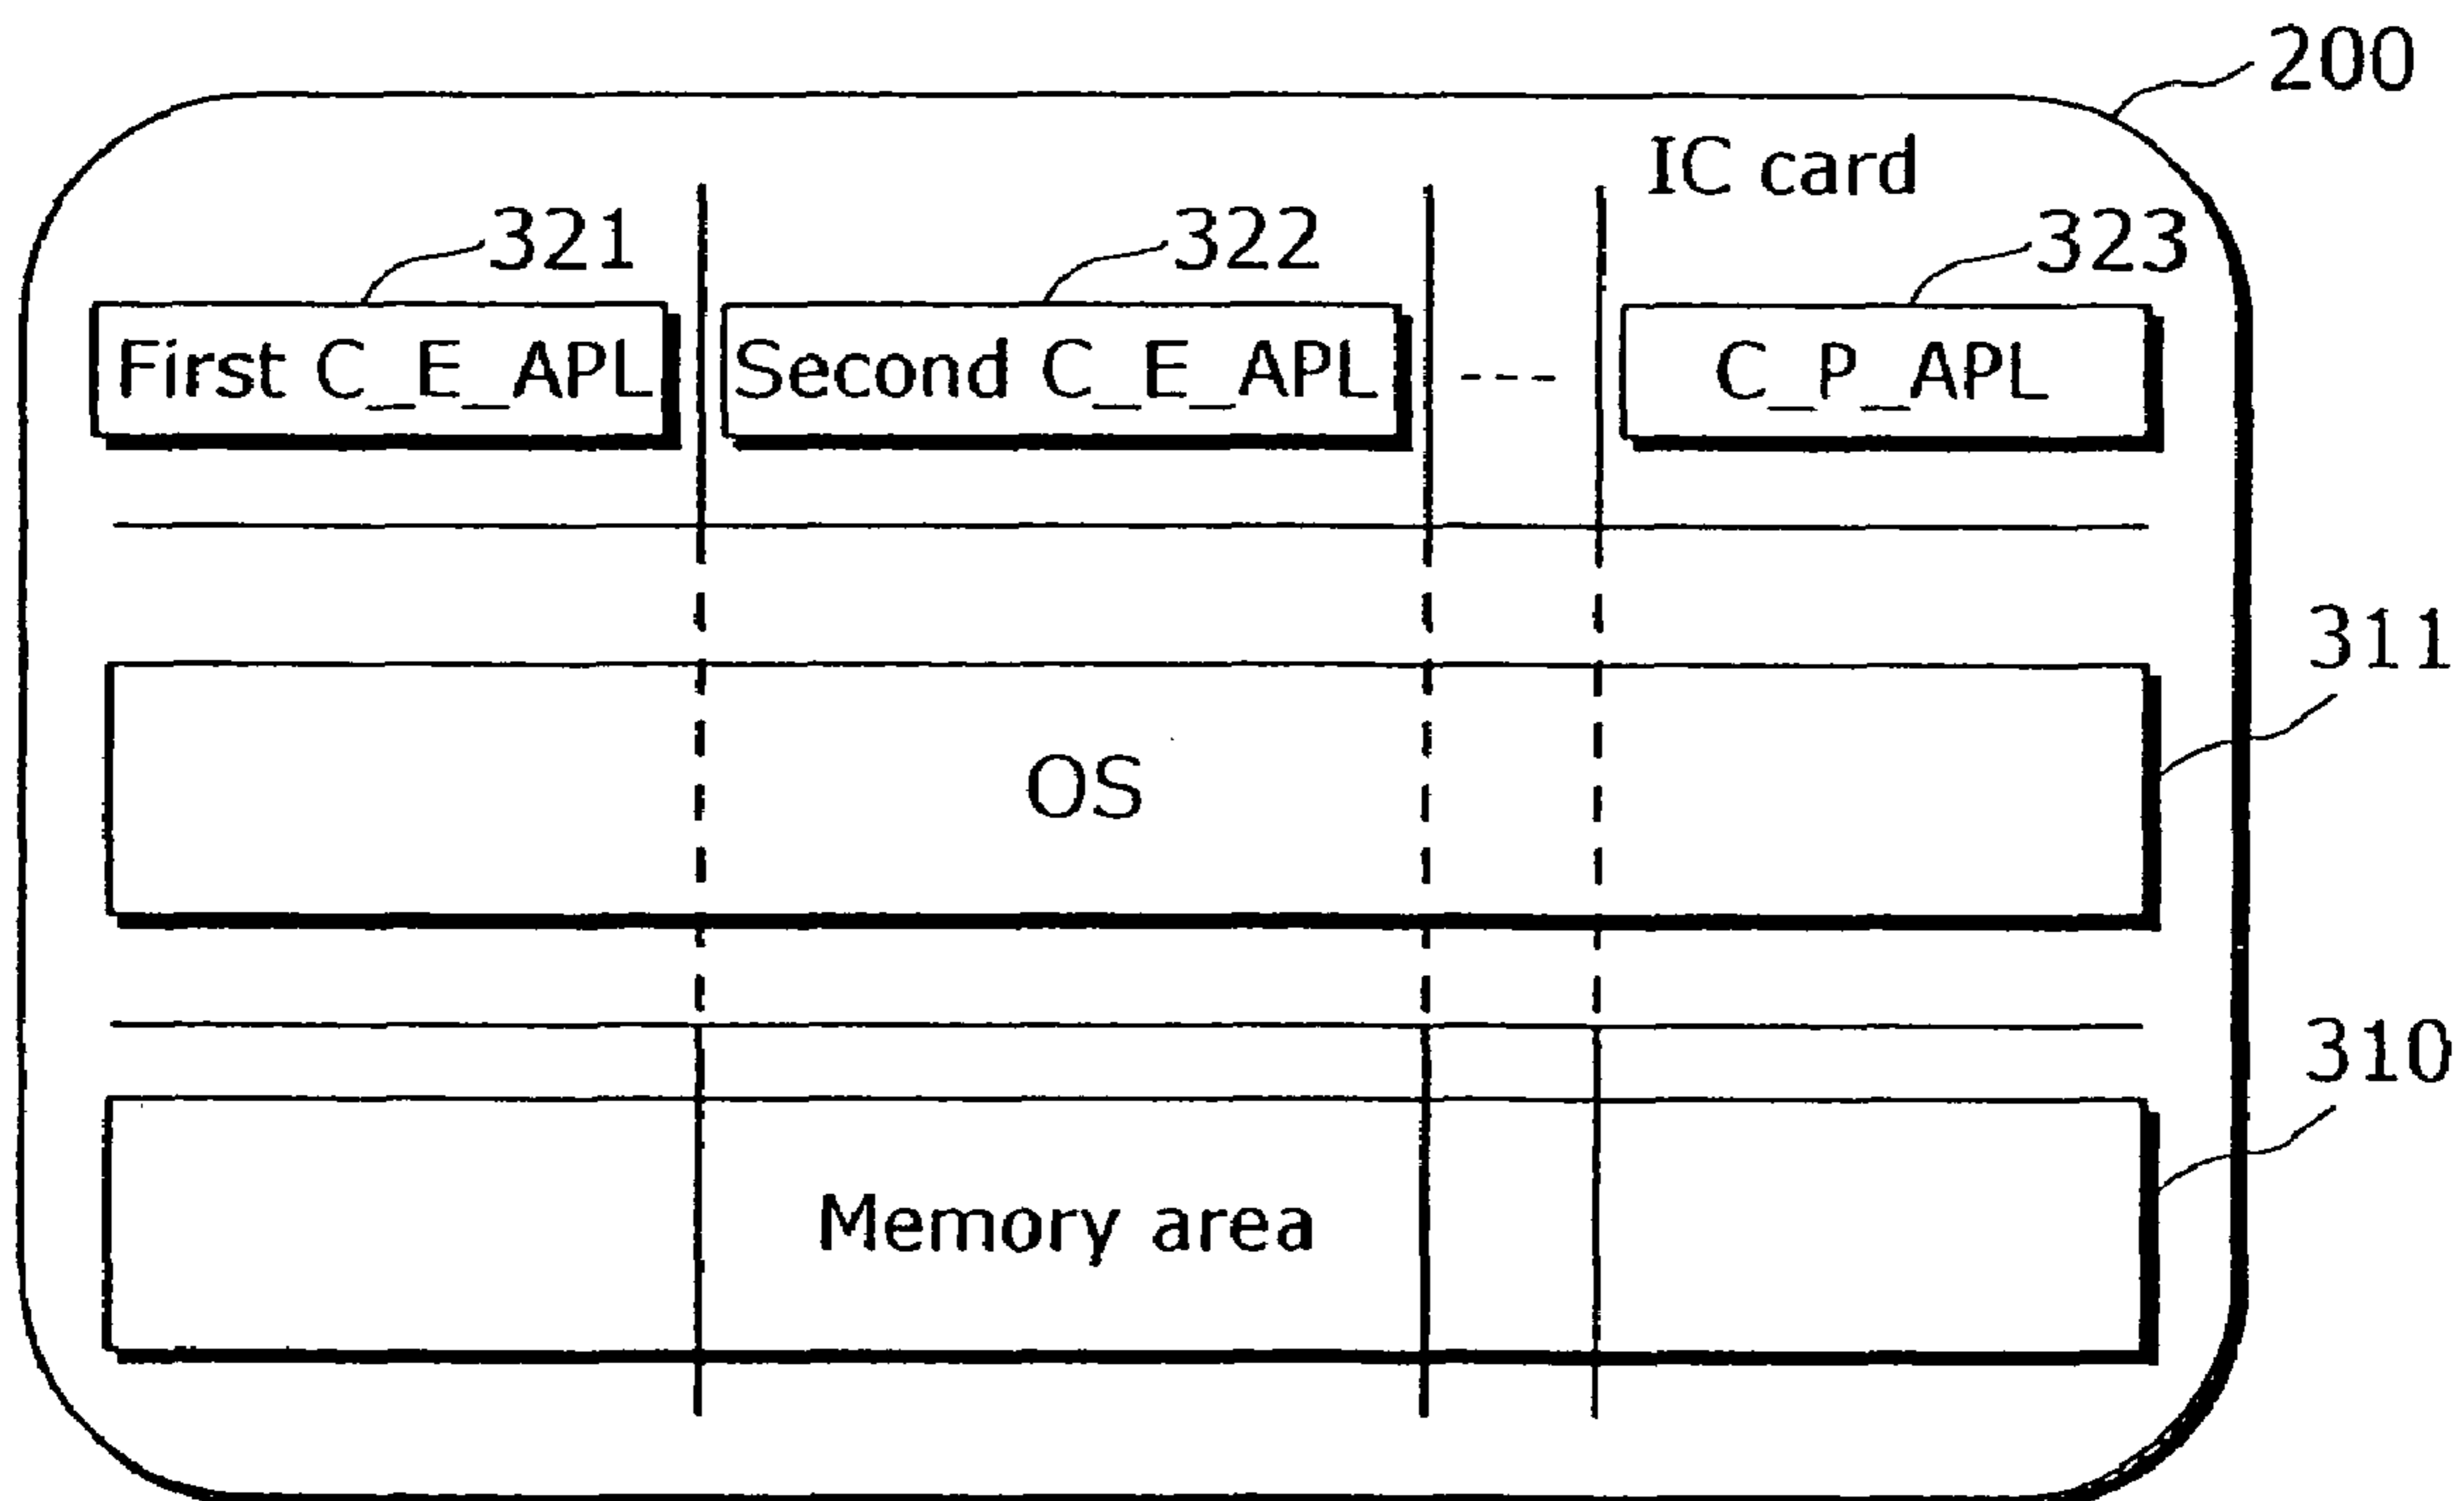 200
IC card
321
322
323
First C_E_APL
Second C_E_APL
---
C_P_APL
311
OS
310
Memory area